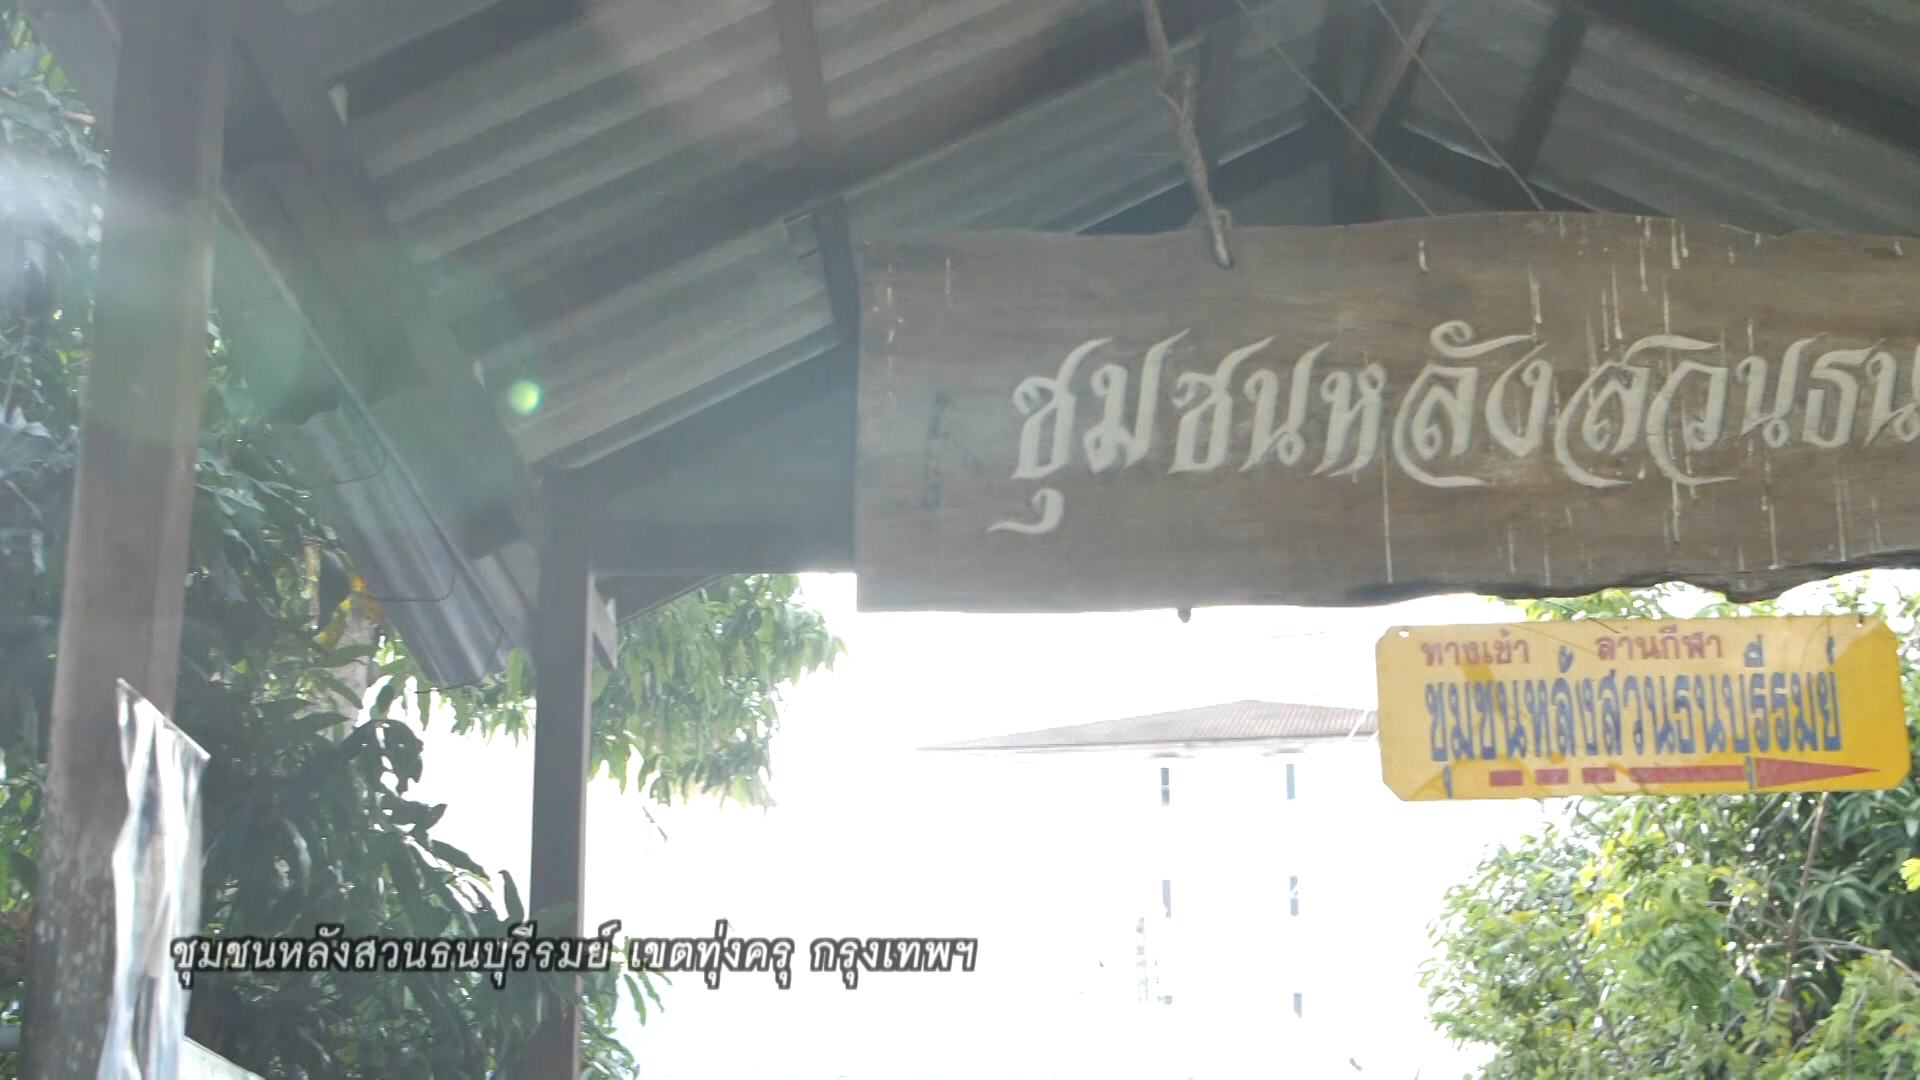 ชุมชนหลังสวนธน
ทางเข้า ลานกีฬา
ชุมชนหลังสวนธนบุรีรมย์
ชุมชนหลังสวนธนบุรีรมย์ เขตทุ่งครุ กรุงเทพฯ